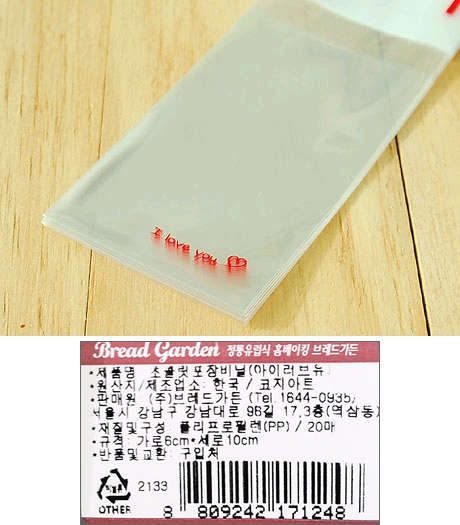 I love you
Bread Garden 정통유럽식 홈베이킹 브레드가든
•제품명: 초콜릿포장비닐(아이러브유)
•원산지/제조업소: 한국 / 코지아트
•판매원: (주)브레드가든 (Tel.1644-0935)
서울시 강남구 강남대로 96길 17,3층(역삼동)
•재질및구성: 폴리프로필렌(PP) / 20매
•규격: 가로6cm*세로10cm
•반품및교환: 구입처
OTHER
2133
8 809242 171248